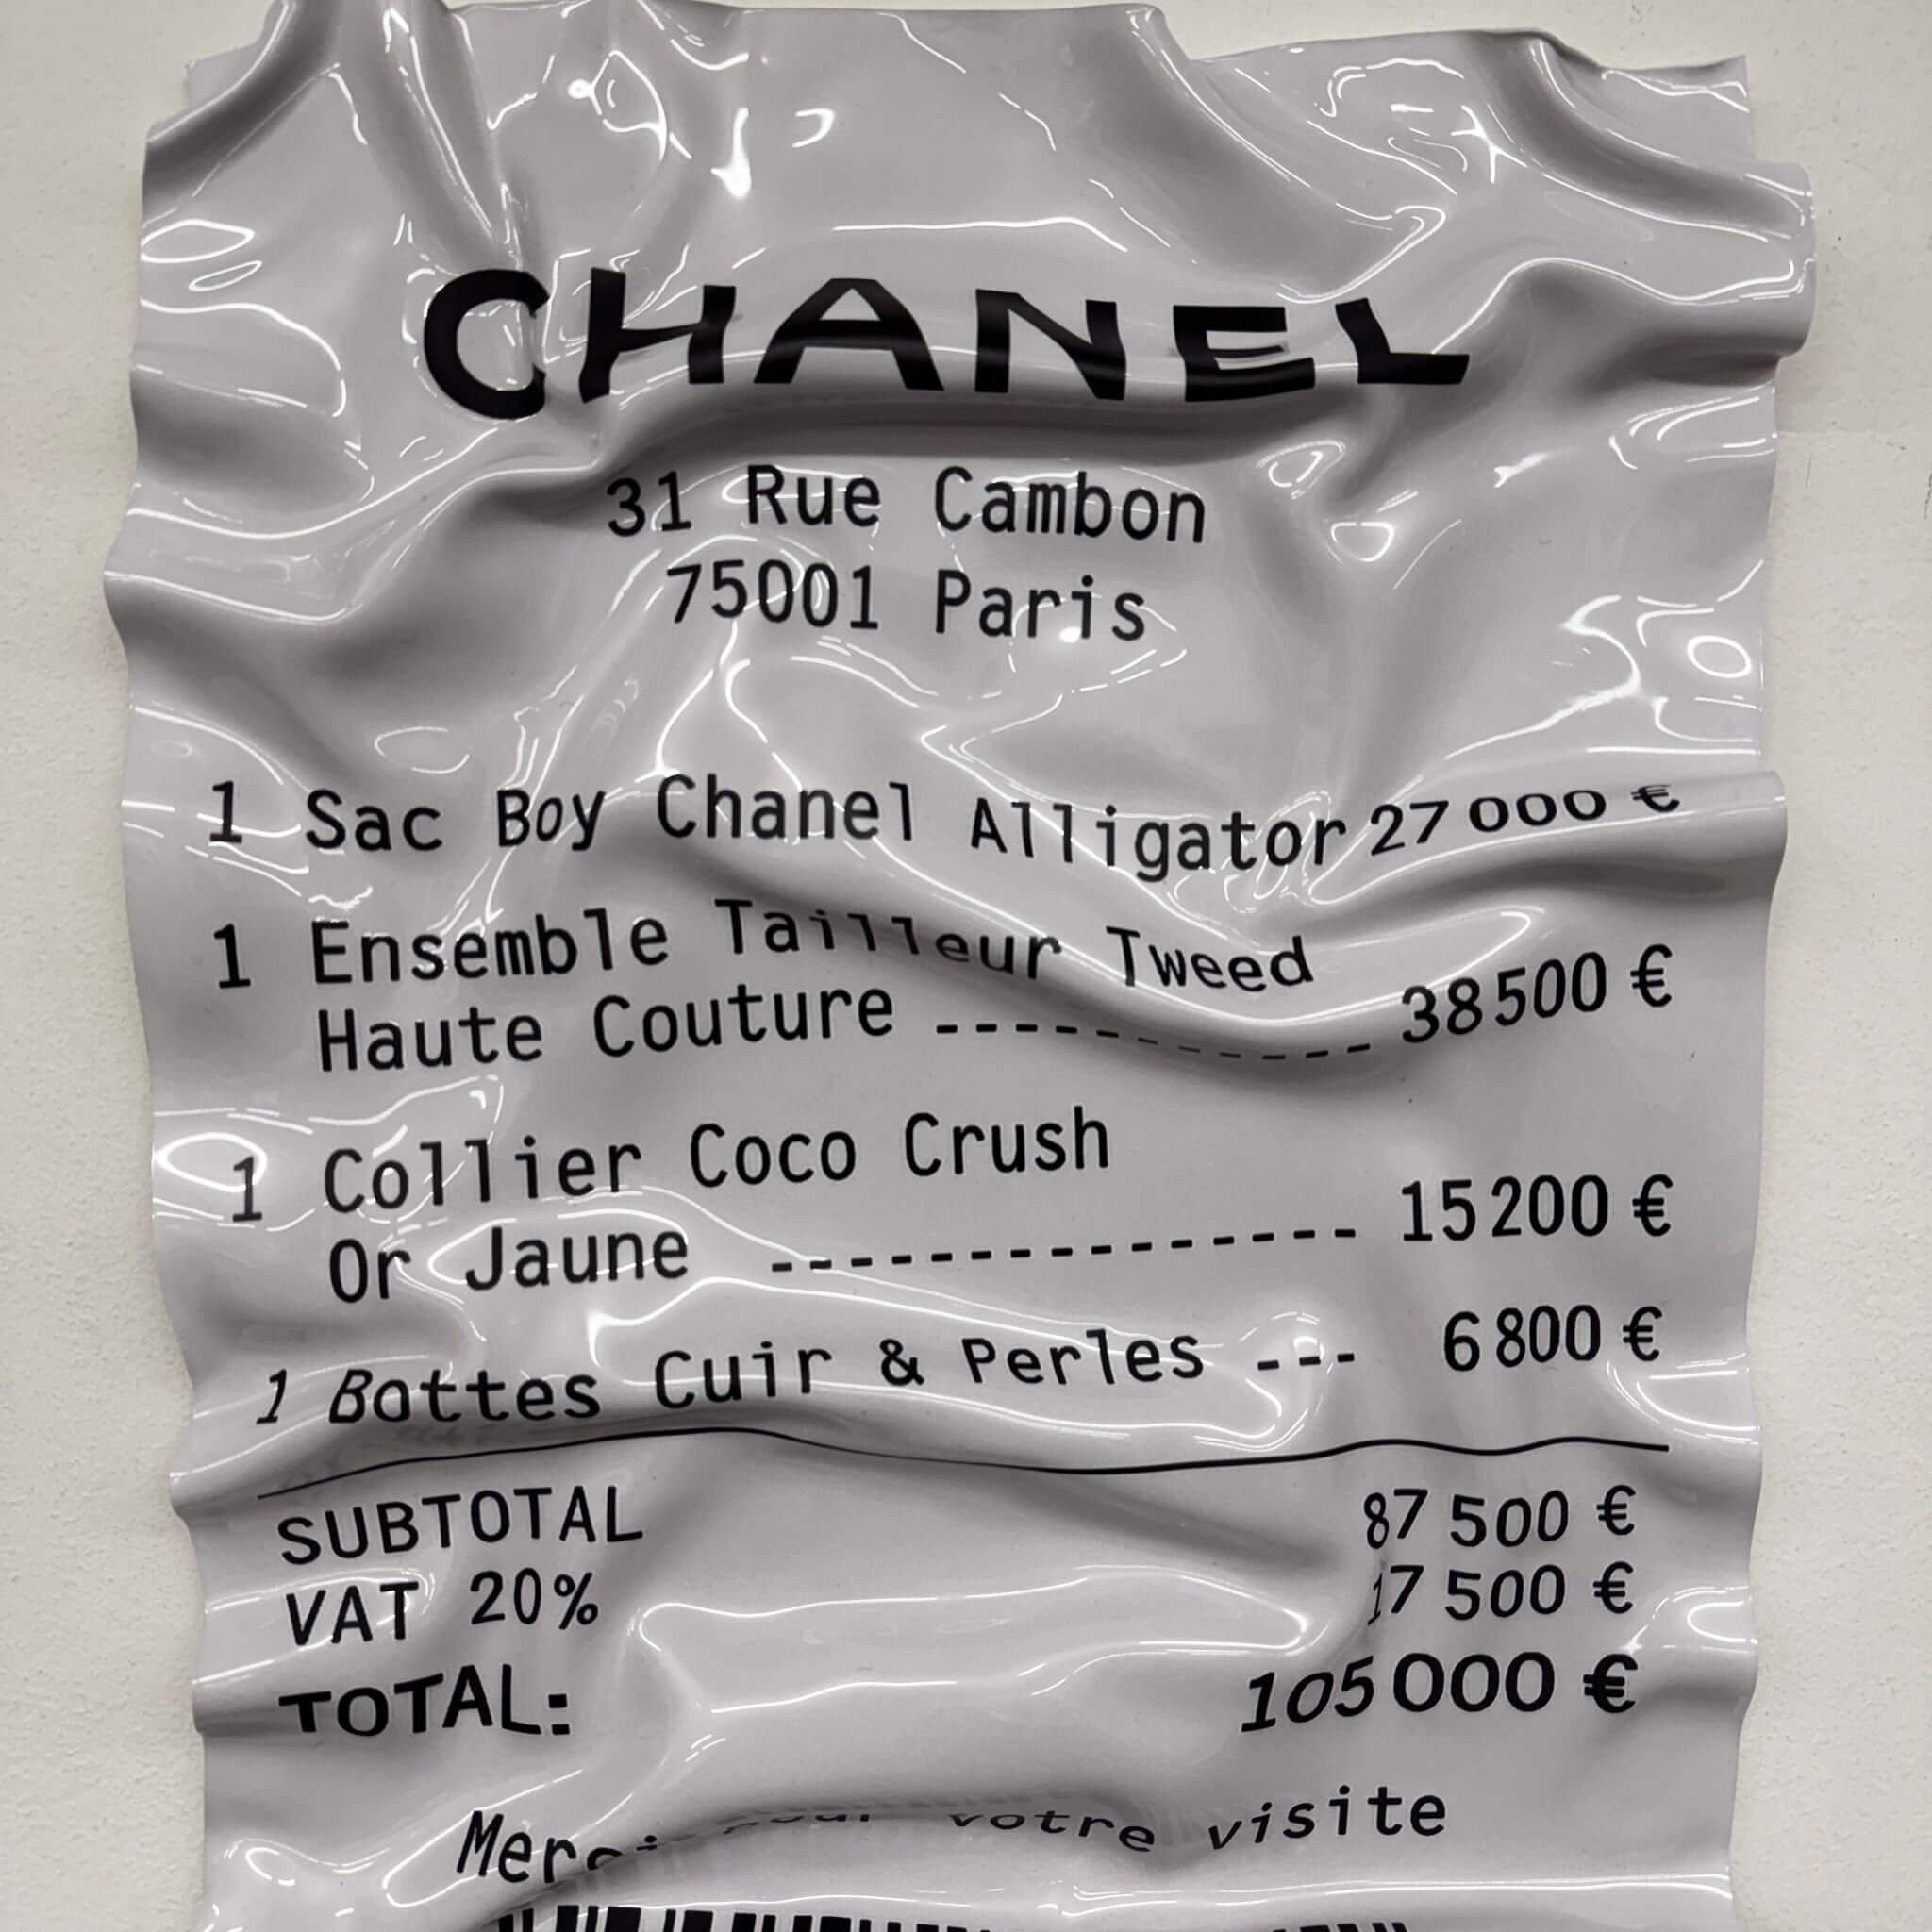 CHANEL
31 Rue Cambon
75001 Paris
1 Sac Boy Chanel Alligator 27 000 €
1 Ensemble Tailleur Tweed
Haute Couture ----------- 38 500 €
1 Collier Coco Crush
Or Jaune --------------- 15 200 €
1 Bottes Cuir & Perles --- 6 800 €
SUBTOTAL 87 500 €
VAT 20% 17 500 €
TOTAL: 105 000 €
Merci pour votre visite